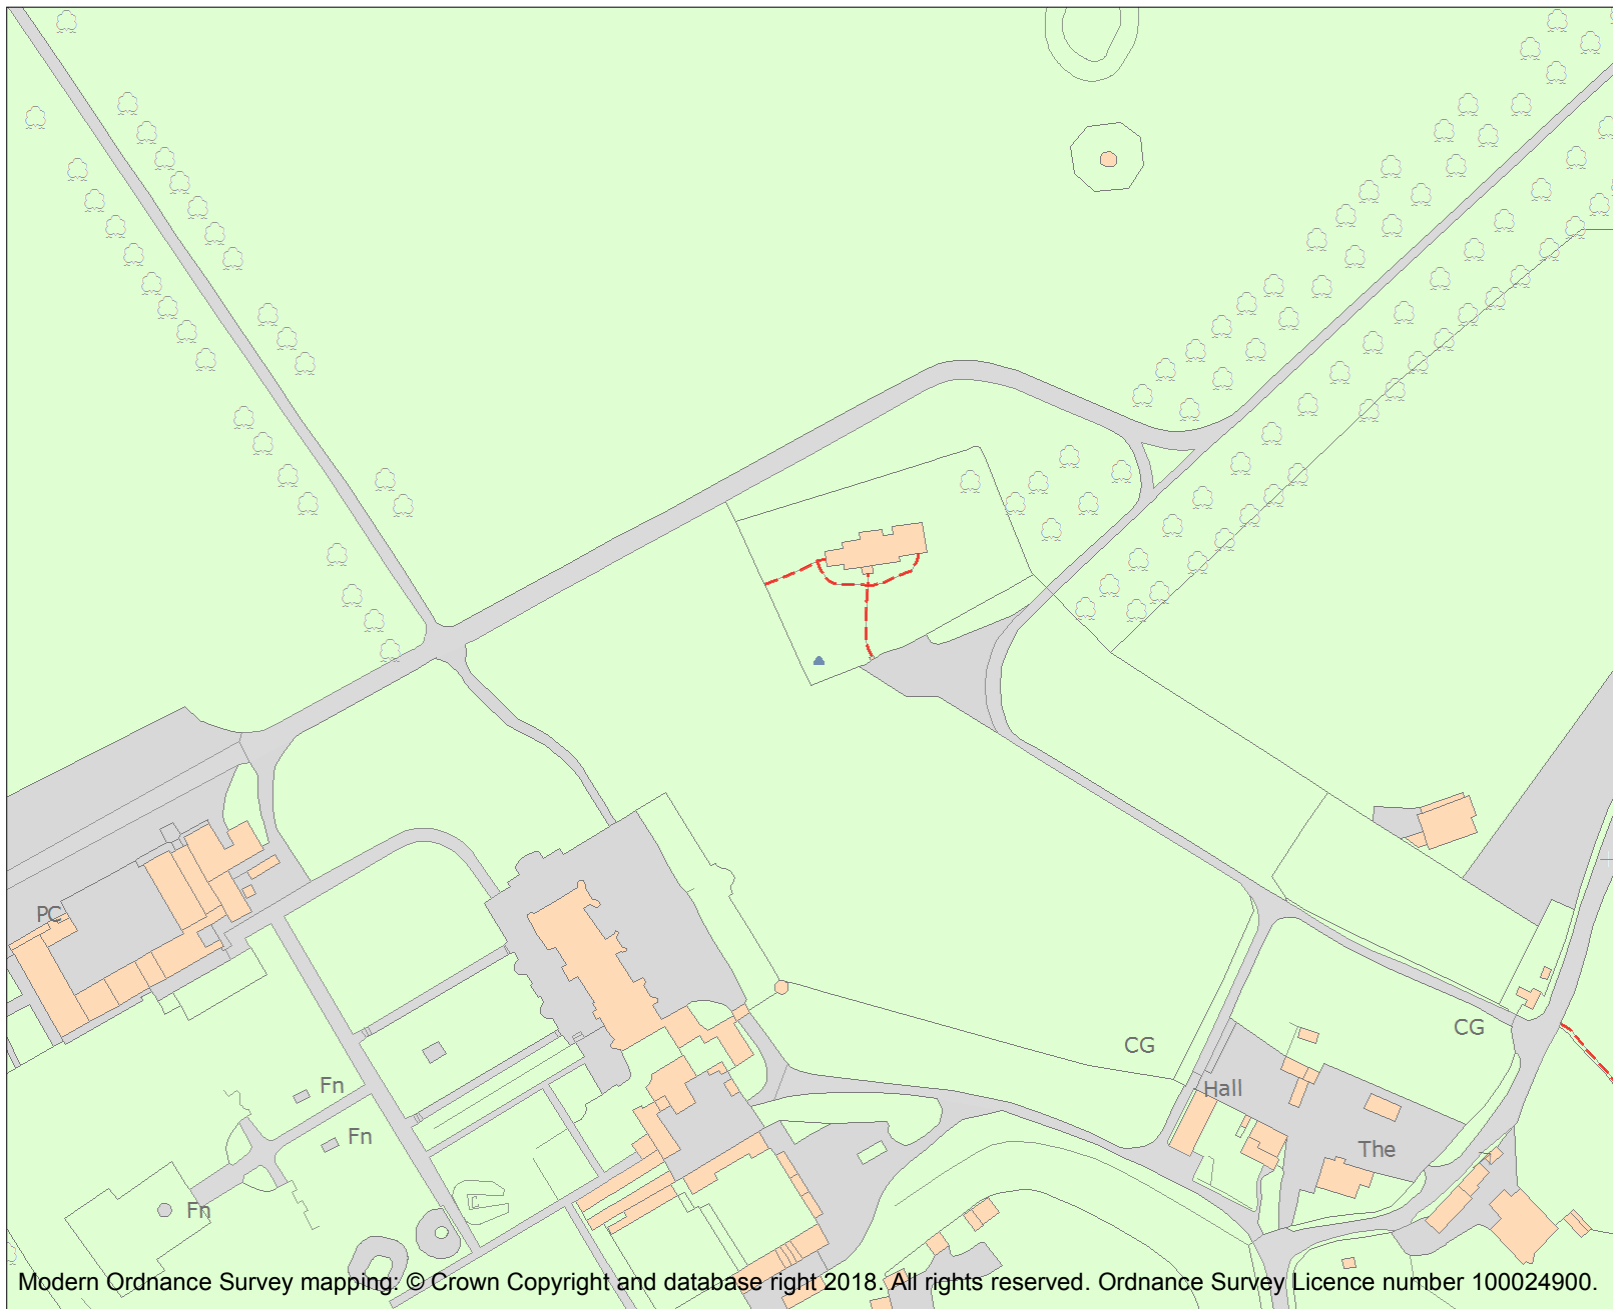 PC
CG
CG
Hall
Fn
Fn
The
Fn
Modern Ordnance Survey mapping: © Crown Copyright and database right 2018. All rights reserved. Ordnance Survey Licence number 100024900.